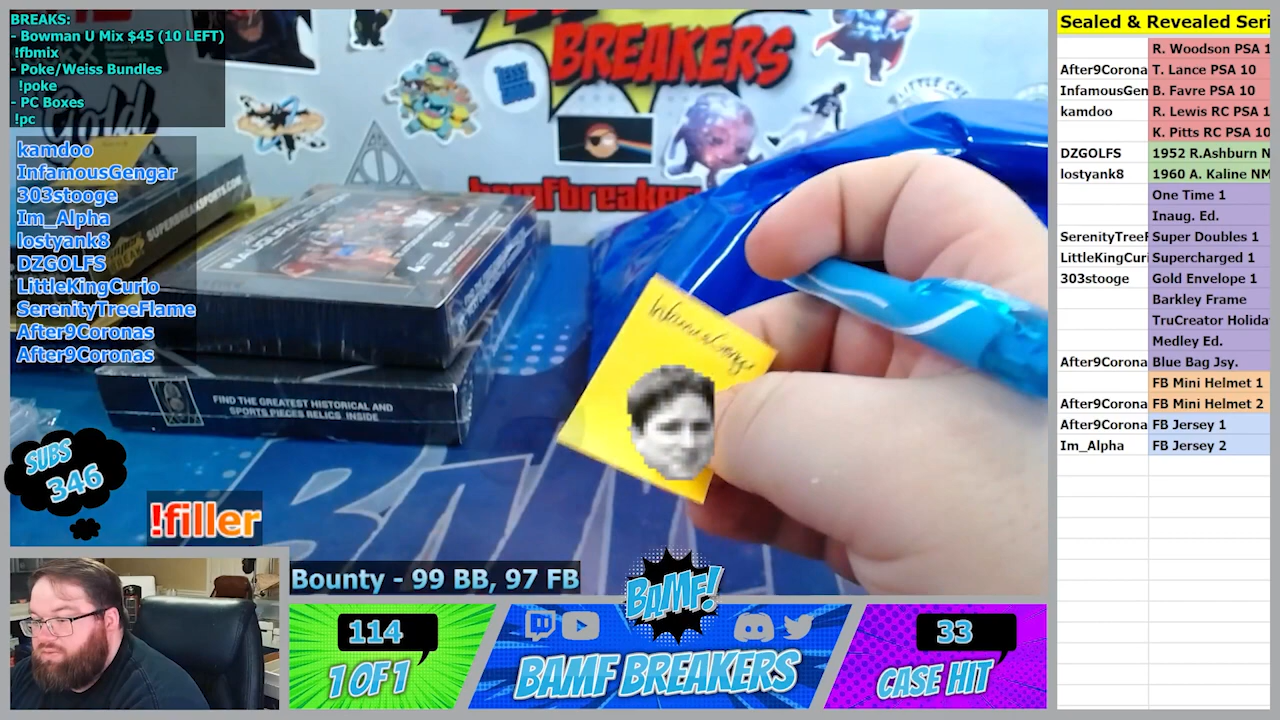 BREAKS:
- Bowman U Mix $45 (10 LEFT)
!fbmix
- Poke/Weiss Bundles
!poke
- PC Boxes
!pc
kamdoo
InfamousGengar
303stooge
Im_Alpha
lostyank8
DZGOLFS
LittleKingCurio
SerenityTreeFlame
After9Coronas
After9Coronas
Gold
BREAKERS
bamfbreaker
SUPERBREAKSPORTS.COM
FIND THE GREATEST HISTORICAL AND
SPORTS PIECES RELICS INSIDE
SUBS
346
!filler
Bounty - 99 BB, 97 FB
BAMF!
114
1 OF 1
BAMF BREAKERS
33
CASE HIT
Sealed & Revealed Seri
R. Woodson PSA 1
After9Corona T. Lance PSA 10
InfamousGen B. Favre PSA 10
kamdoo R. Lewis RC PSA 1
K. Pitts RC PSA 10
DZGOLFS 1952 R.Ashburn N
lostyank8 1960 A. Kaline NM
One Time 1
Inaug. Ed.
SerenityTreeF Super Doubles 1
LittleKingCuri Supercharged 1
303stooge Gold Envelope 1
Barkley Frame
TruCreator Holida
Medley Ed.
After9Corona Blue Bag Jsy.
FB Mini Helmet 1
After9Corona FB Mini Helmet 2
After9Corona FB Jersey 1
Im_Alpha FB Jersey 2